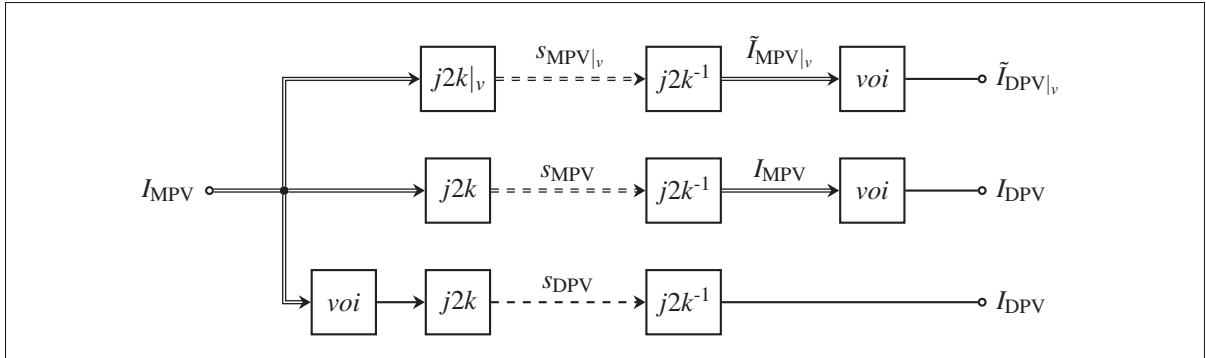 j2k|ᵥ s_MPV|ᵥ j2k⁻¹ Ĩ_MPV|ᵥ voi Ĩ_DPV|ᵥ
I_MPV j2k s_MPV j2k⁻¹ I_MPV voi I_DPV
voi j2k s_DPV j2k⁻¹ I_DPV